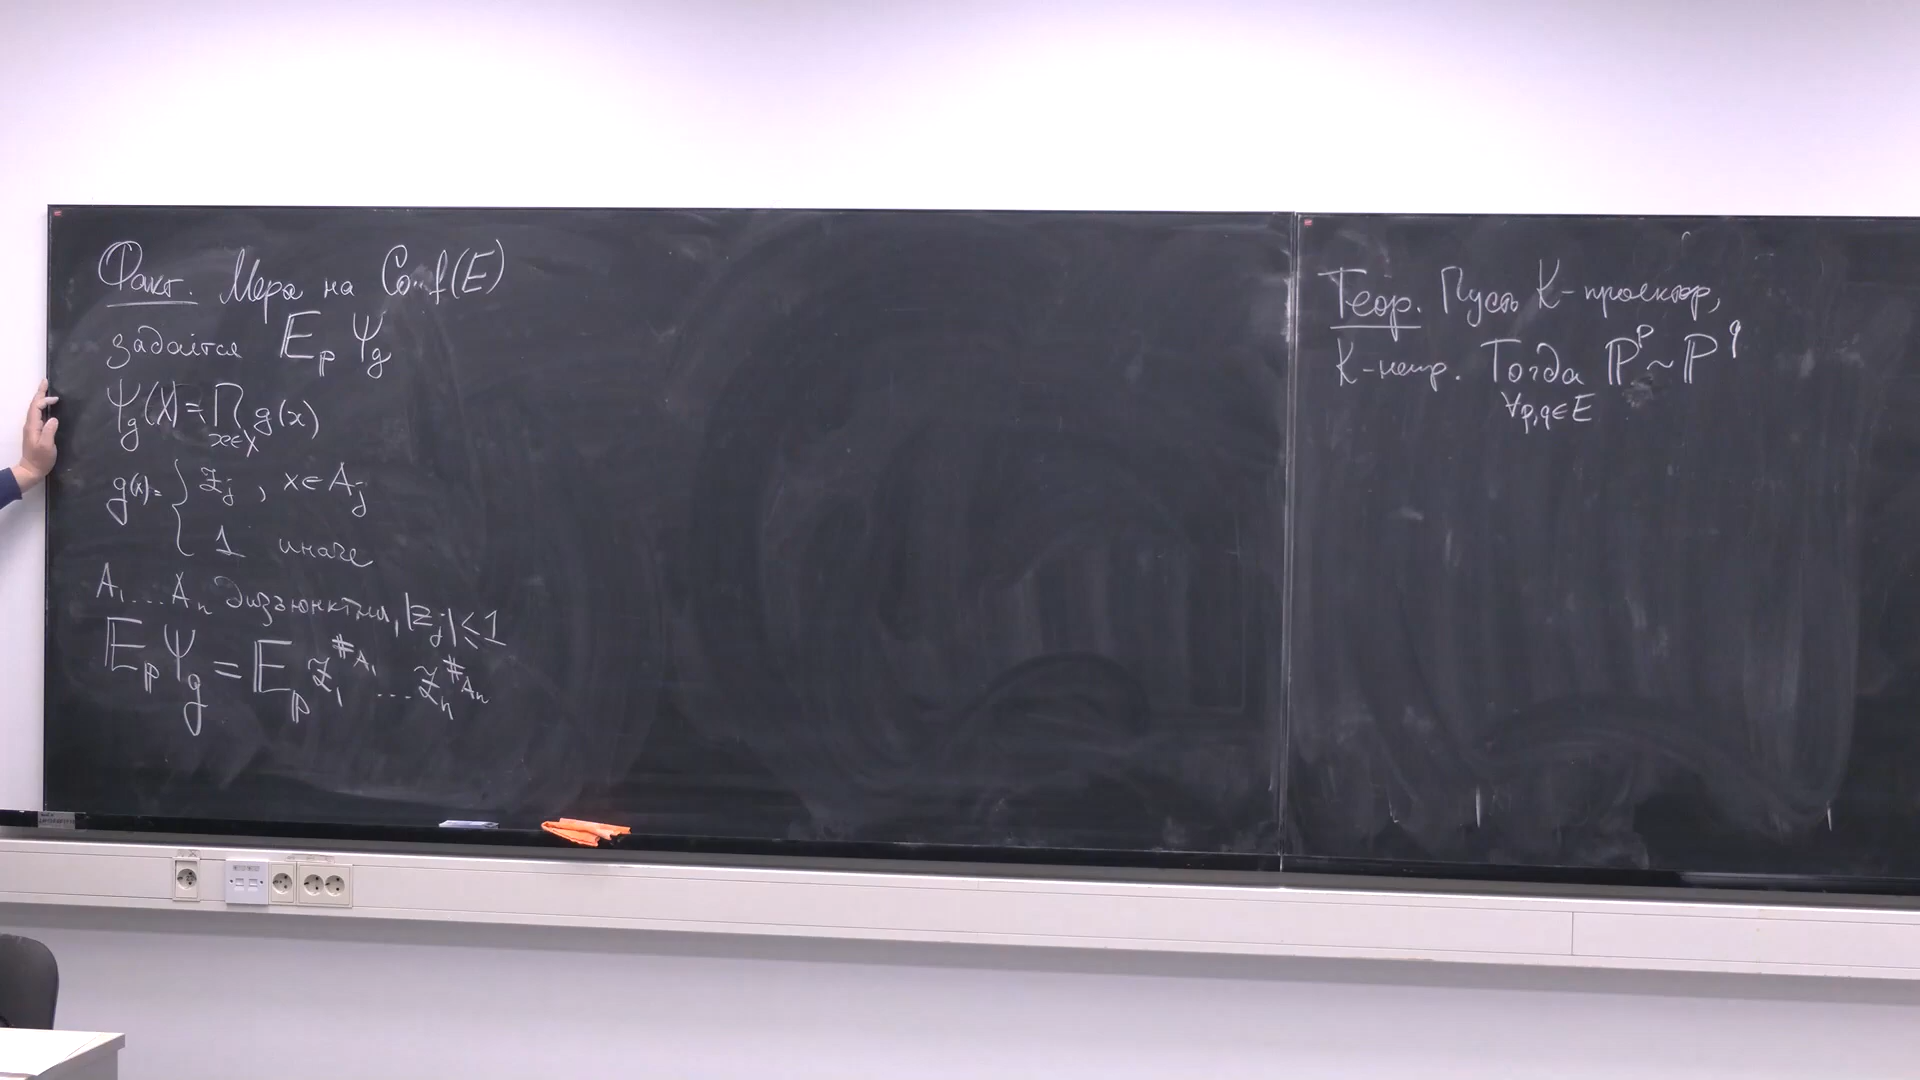 Факт. Мера на Conf(E)
задаётся 𝔼_ℙ Ψ_g
Ψ_g(X) = ∏_{x∈X} g(x)
g(x) = { z_j , x ∈ A_j
1 иначе
A_1 ... A_n дизъюнктны, |z_j| ≤ 1
𝔼_ℙ Ψ_g = 𝔼_ℙ z_1^{#A_1} ... z_n^{#A_n}
Теор. Пусть K - проектор,
K - непр. Тогда ℙ^p ~ ℙ^q
∀p,q∈E